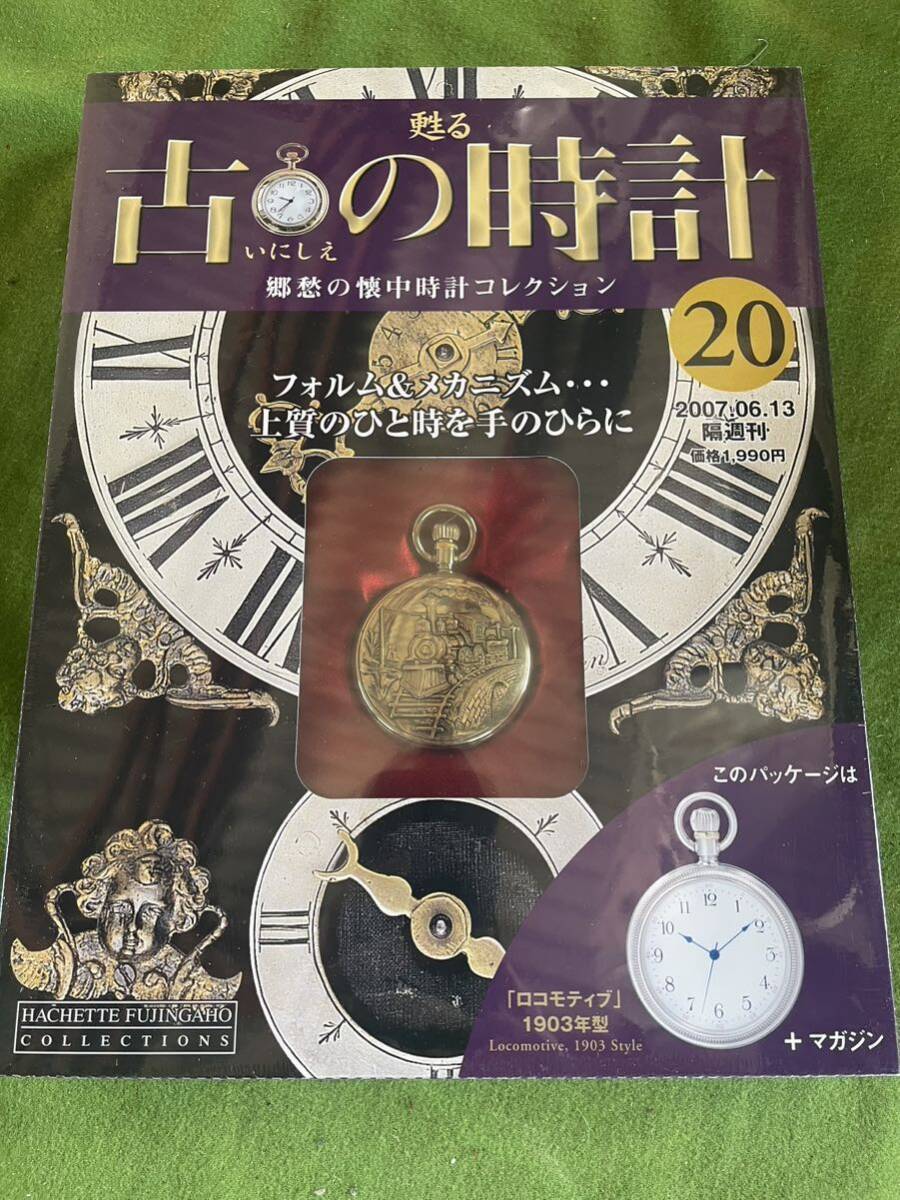 甦る
古の時計
いにしえ
郷愁の懐中時計コレクション
20
2007.06.13
隔週刊
価格1,990円
フォルム&メカニズム・・・
上質のひと時を手のひらに
このパッケージは
「ロコモティブ」
1903年型
Locomotive, 1903 Style
+マガジン
HACHETTE FUJINGAHO
COLLECTIONS